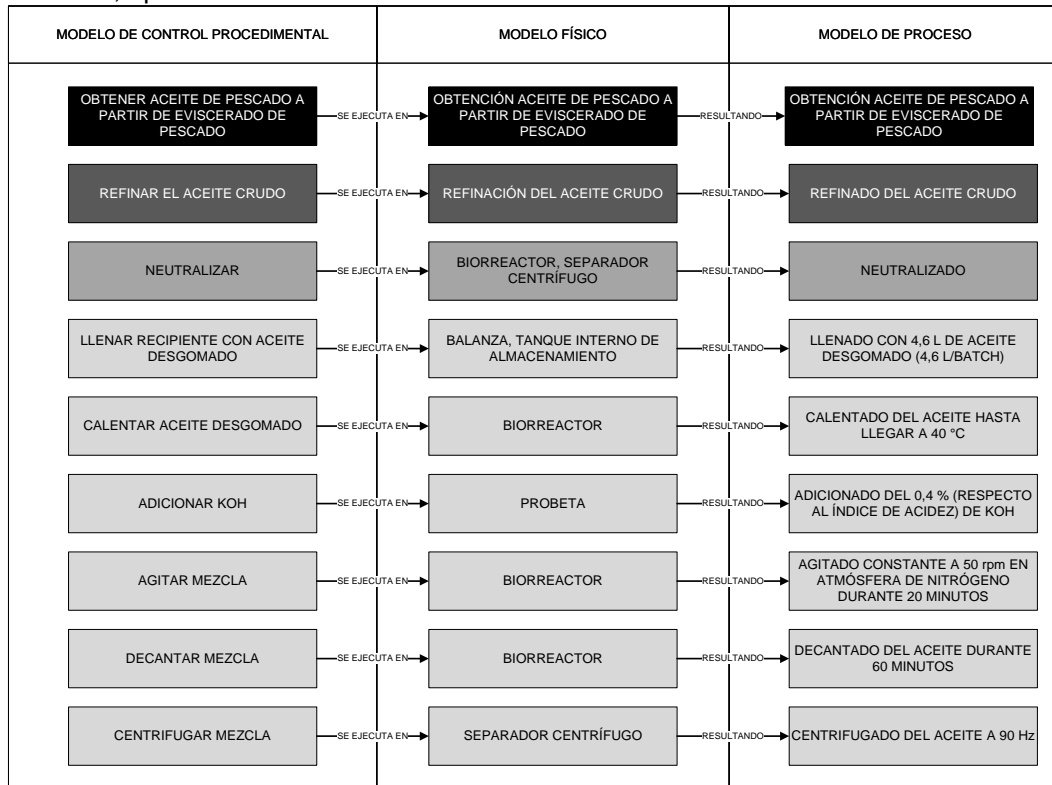 MODELO DE CONTROL PROCEDIMENTAL
MODELO FÍSICO
MODELO DE PROCESO
OBTENER ACEITE DE PESCADO A
PARTIR DE EVISCERADO DE
PESCADO
SE EJECUTA EN
OBTENCIÓN ACEITE DE PESCADO A
PARTIR DE EVISCERADO DE
PESCADO
RESULTANDO
OBTENCIÓN ACEITE DE PESCADO A
PARTIR DE EVISCERADO DE
PESCADO
REFINAR EL ACEITE CRUDO
SE EJECUTA EN
REFINACIÓN DEL ACEITE CRUDO
RESULTANDO
REFINADO DEL ACEITE CRUDO
NEUTRALIZAR
SE EJECUTA EN
BIORREACTOR, SEPARADOR
CENTRÍFUGO
RESULTANDO
NEUTRALIZADO
LLENAR RECIPIENTE CON ACEITE
DESGOMADO
SE EJECUTA EN
BALANZA, TANQUE INTERNO DE
ALMACENAMIENTO
RESULTANDO
LLENADO CON 4,6 L DE ACEITE
DESGOMADO (4,6 L/BATCH)
CALENTAR ACEITE DESGOMADO
SE EJECUTA EN
BIORREACTOR
RESULTANDO
CALENTADO DEL ACEITE HASTA
LLEGAR A 40 °C
ADICIONAR KOH
SE EJECUTA EN
PROBETA
RESULTANDO
ADICIONADO DEL 0,4 % (RESPECTO
AL ÍNDICE DE ACIDEZ) DE KOH
AGITAR MEZCLA
SE EJECUTA EN
BIORREACTOR
RESULTANDO
AGITADO CONSTANTE A 50 rpm EN
ATMÓSFERA DE NITRÓGENO
DURANTE 20 MINUTOS
DECANTAR MEZCLA
SE EJECUTA EN
BIORREACTOR
RESULTANDO
DECANTADO DEL ACEITE DURANTE
60 MINUTOS
CENTRIFUGAR MEZCLA
SE EJECUTA EN
SEPARADOR CENTRÍFUGO
RESULTANDO
CENTRIFUGADO DEL ACEITE A 90 Hz